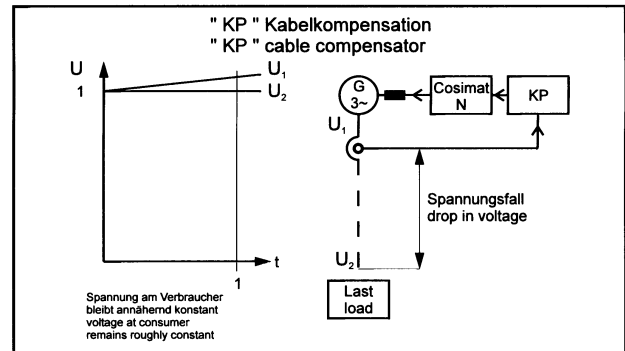 " KP " Kabelkompensation
" KP " cable compensator
U
1
U₁
U₂
t
1
Spannung am Verbraucher
bleibt annähernd konstant
voltage at consumer
remains roughly constant
G
3~
Cosimat
N
KP
U₁
Spannungsfall
drop in voltage
U₂
Last
load